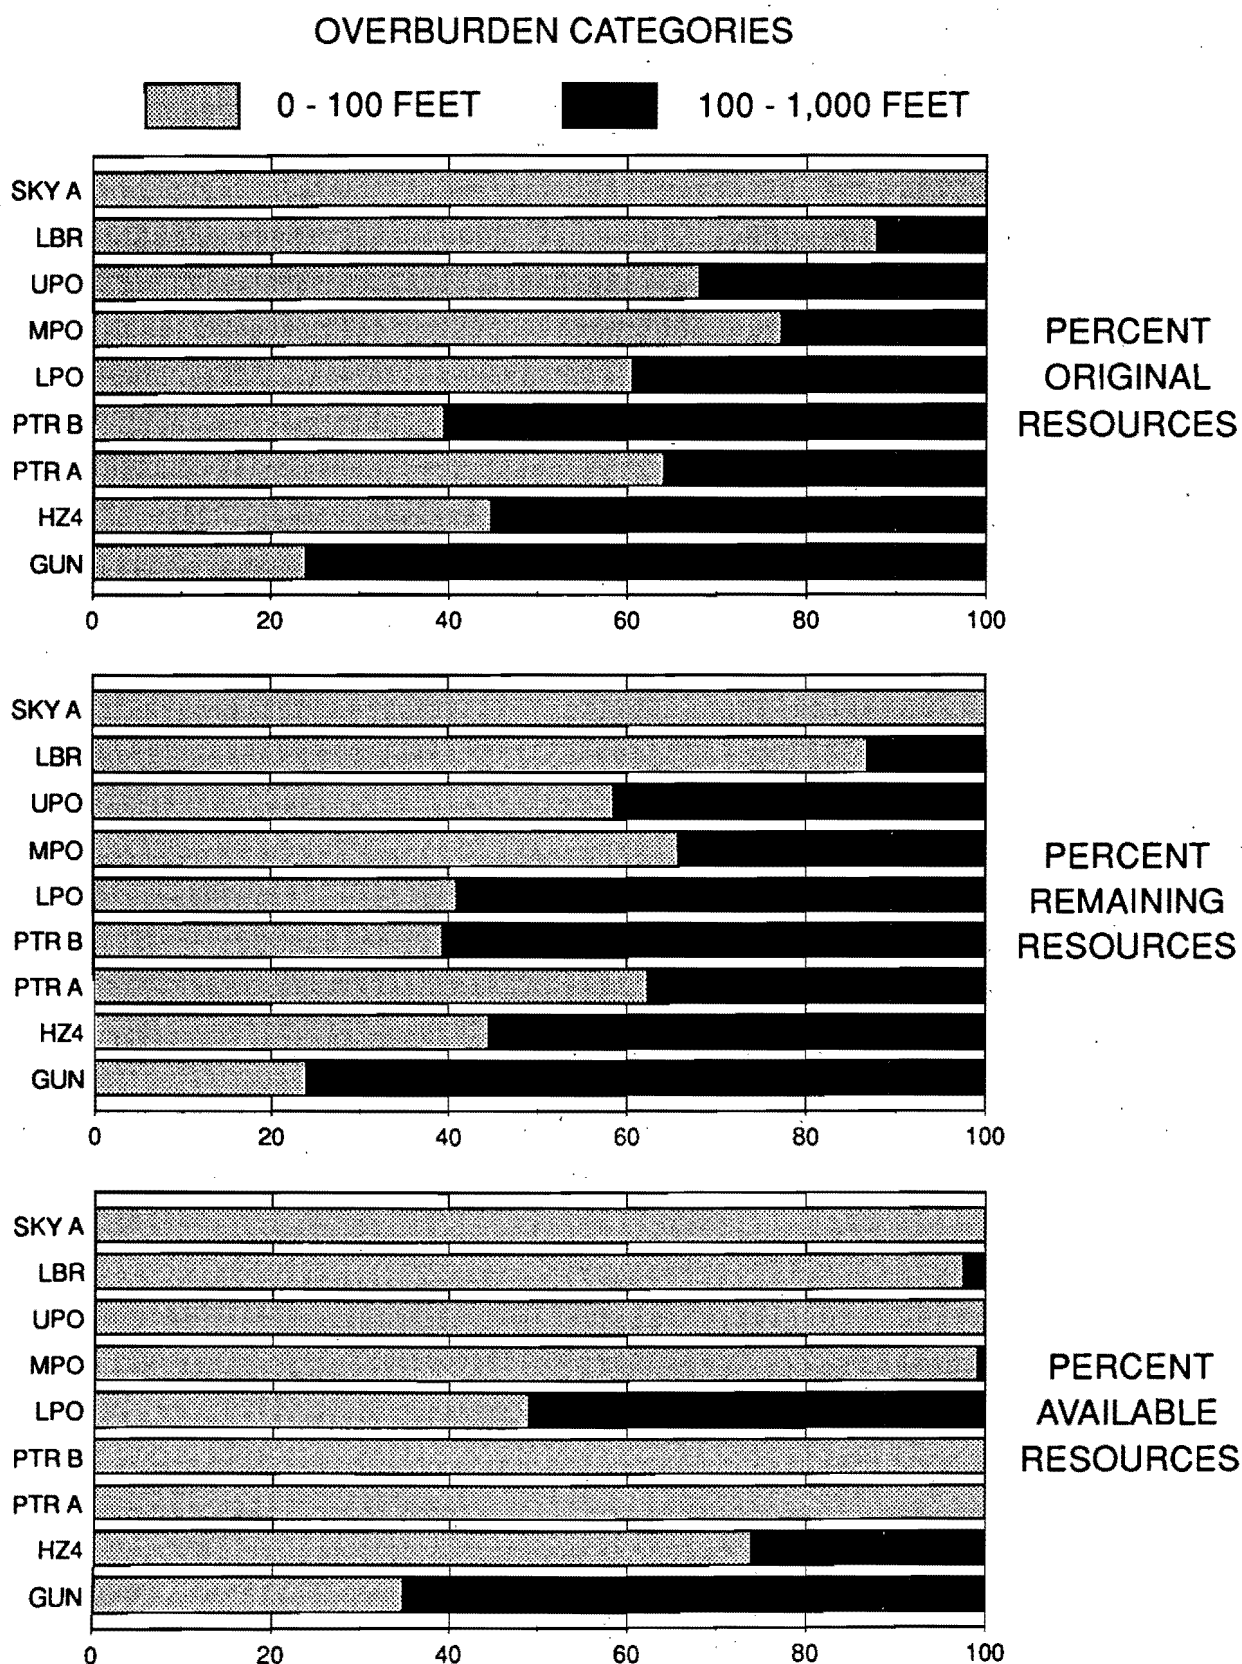 OVERBURDEN CATEGORIES
0 - 100 FEET
100 - 1,000 FEET
SKY A
LBR
UPO
MPO
LPO
PTR B
PTR A
HZ4
GUN
0 20 40 60 80 100
PERCENT
ORIGINAL
RESOURCES
SKY A
LBR
UPO
MPO
LPO
PTR B
PTR A
HZ4
GUN
0 20 40 60 80 100
PERCENT
REMAINING
RESOURCES
SKY A
LBR
UPO
MPO
LPO
PTR B
PTR A
HZ4
GUN
0 20 40 60 80 100
PERCENT
AVAILABLE
RESOURCES